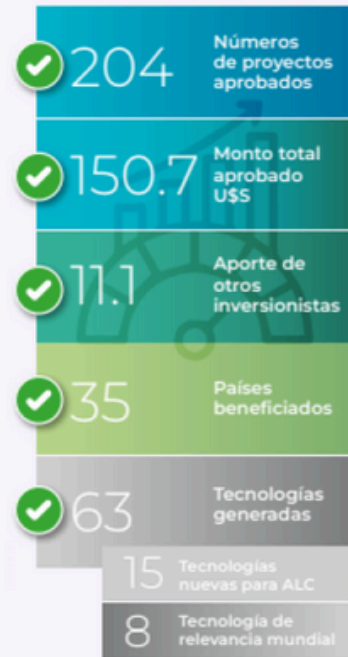 204
Números
de proyectos
aprobados
150.7
Monto total
aprobado
U$S
11.1
Aporte de
otros
inversionistas
35
Países
beneficiados
63
Tecnologías
generadas
15
Tecnologías
nuevas para ALC
8
Tecnología de
relevancia mundial